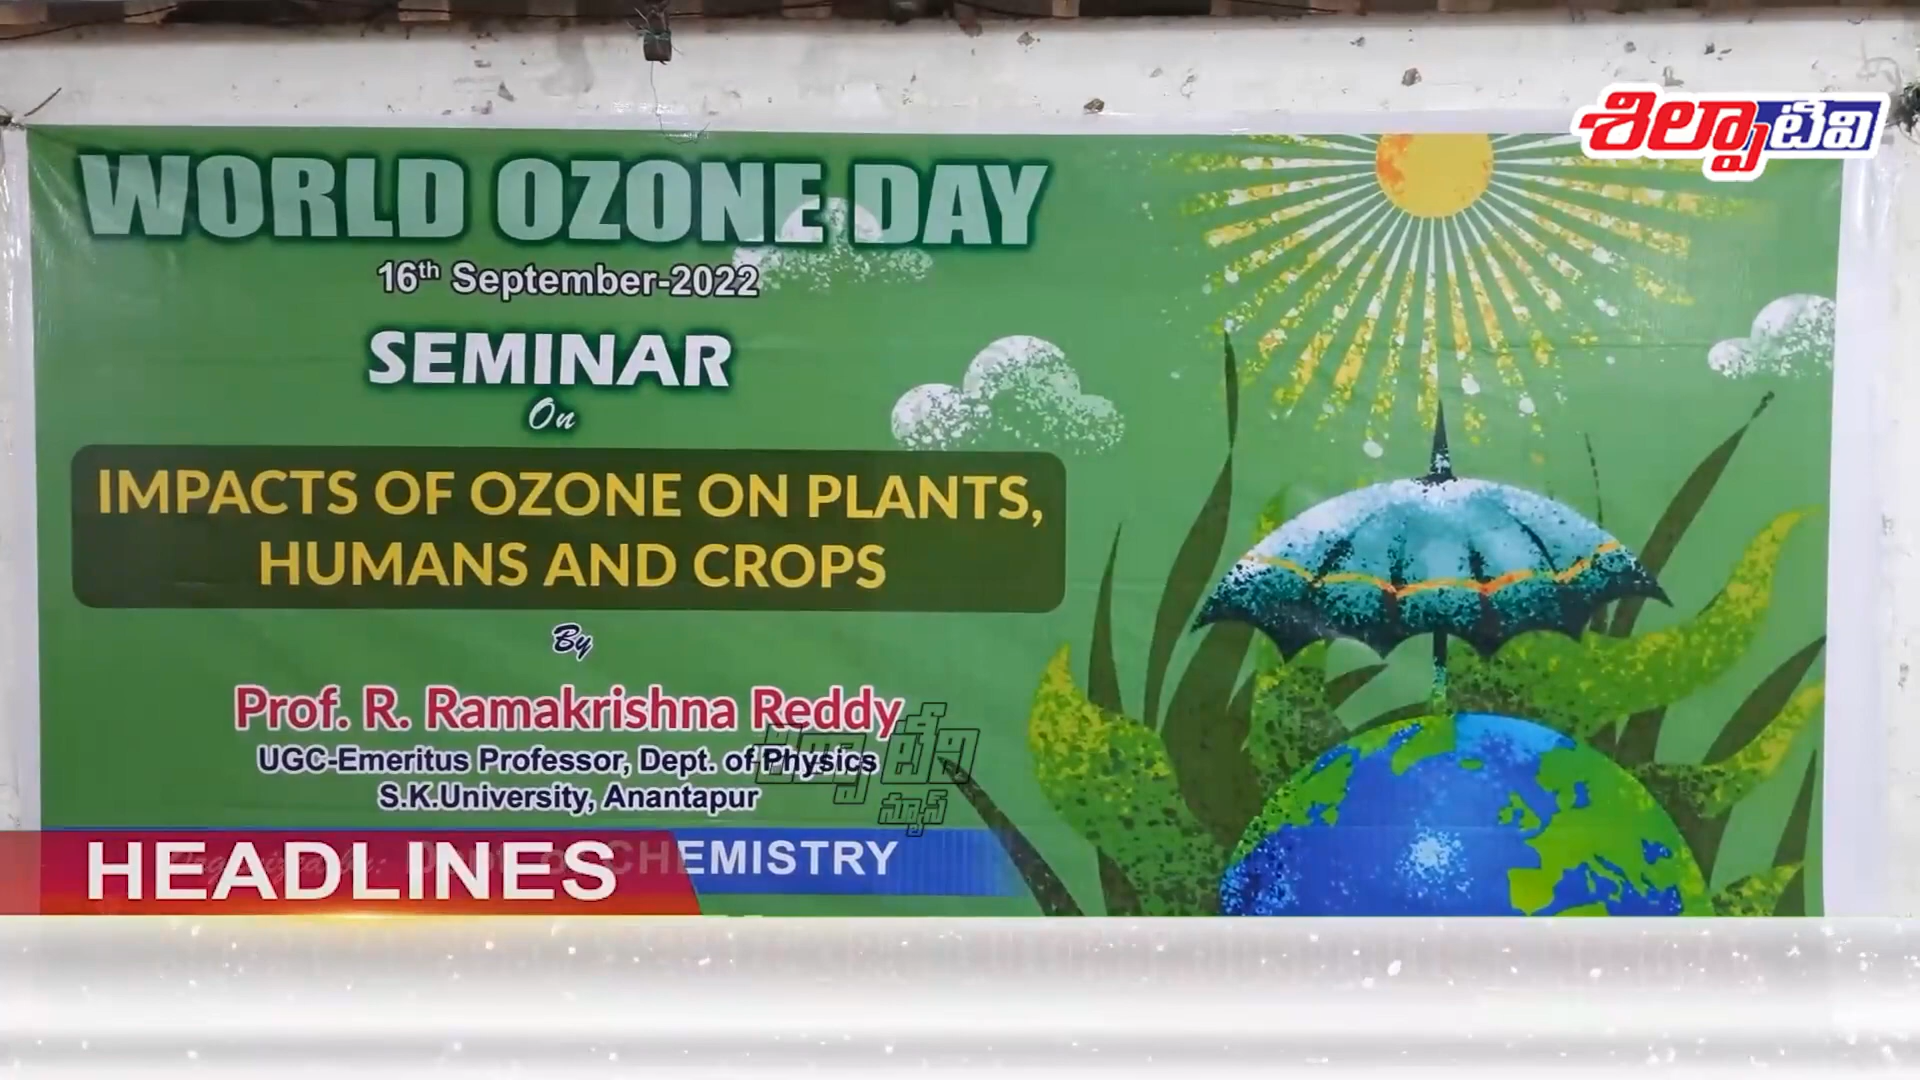 శిల్పాటీవి
WORLD OZONE DAY
16th September-2022
SEMINAR
On
IMPACTS OF OZONE ON PLANTS,
HUMANS AND CROPS
By
Prof. R. Ramakrishna Reddy
UGC-Emeritus Professor, Dept. of Physics
S.K.University, Anantapur
శిల్పా టీవి
న్యూస్
CHEMISTRY
HEADLINES